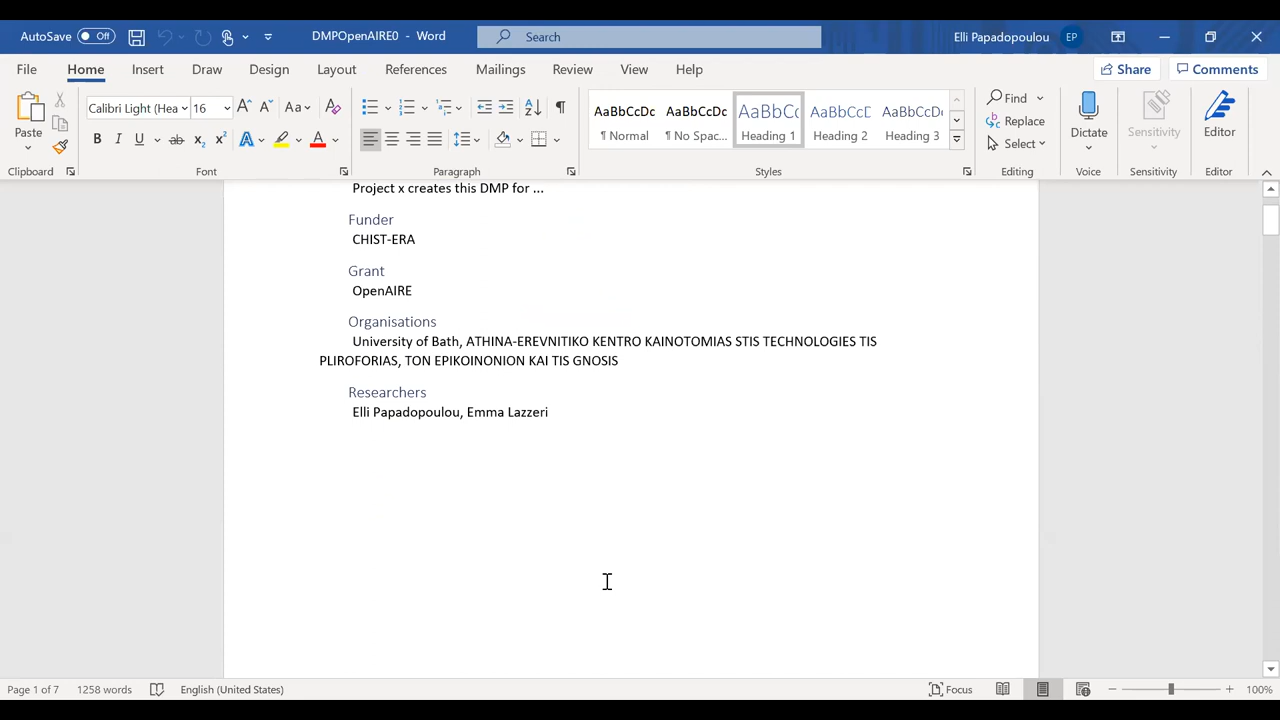 AutoSave Off DMPOpenAIRE0 - Word Search Elli Papadopoulou EP
File Home Insert Draw Design Layout References Mailings Review View Help Share Comments
Paste Calibri Light (Hea 16 Aa AaBbCcDc AaBbCcDc AaBbCc AaBbCcD AaBbCcDc Find Dictate Sensitivity Editor
Replace
¶ Normal ¶ No Spac... Heading 1 Heading 2 Heading 3 Select
Clipboard Font Paragraph Styles Editing Voice Sensitivity Editor
Project x creates this DMP for ...
Funder
CHIST-ERA
Grant
OpenAIRE
Organisations
University of Bath, ATHINA-EREVNITIKO KENTRO KAINOTOMIAS STIS TECHNOLOGIES TIS
PLIROFORIAS, TON EPIKOINONION KAI TIS GNOSIS
Researchers
Elli Papadopoulou, Emma Lazzeri
Page 1 of 7 1258 words English (United States) Focus 100%